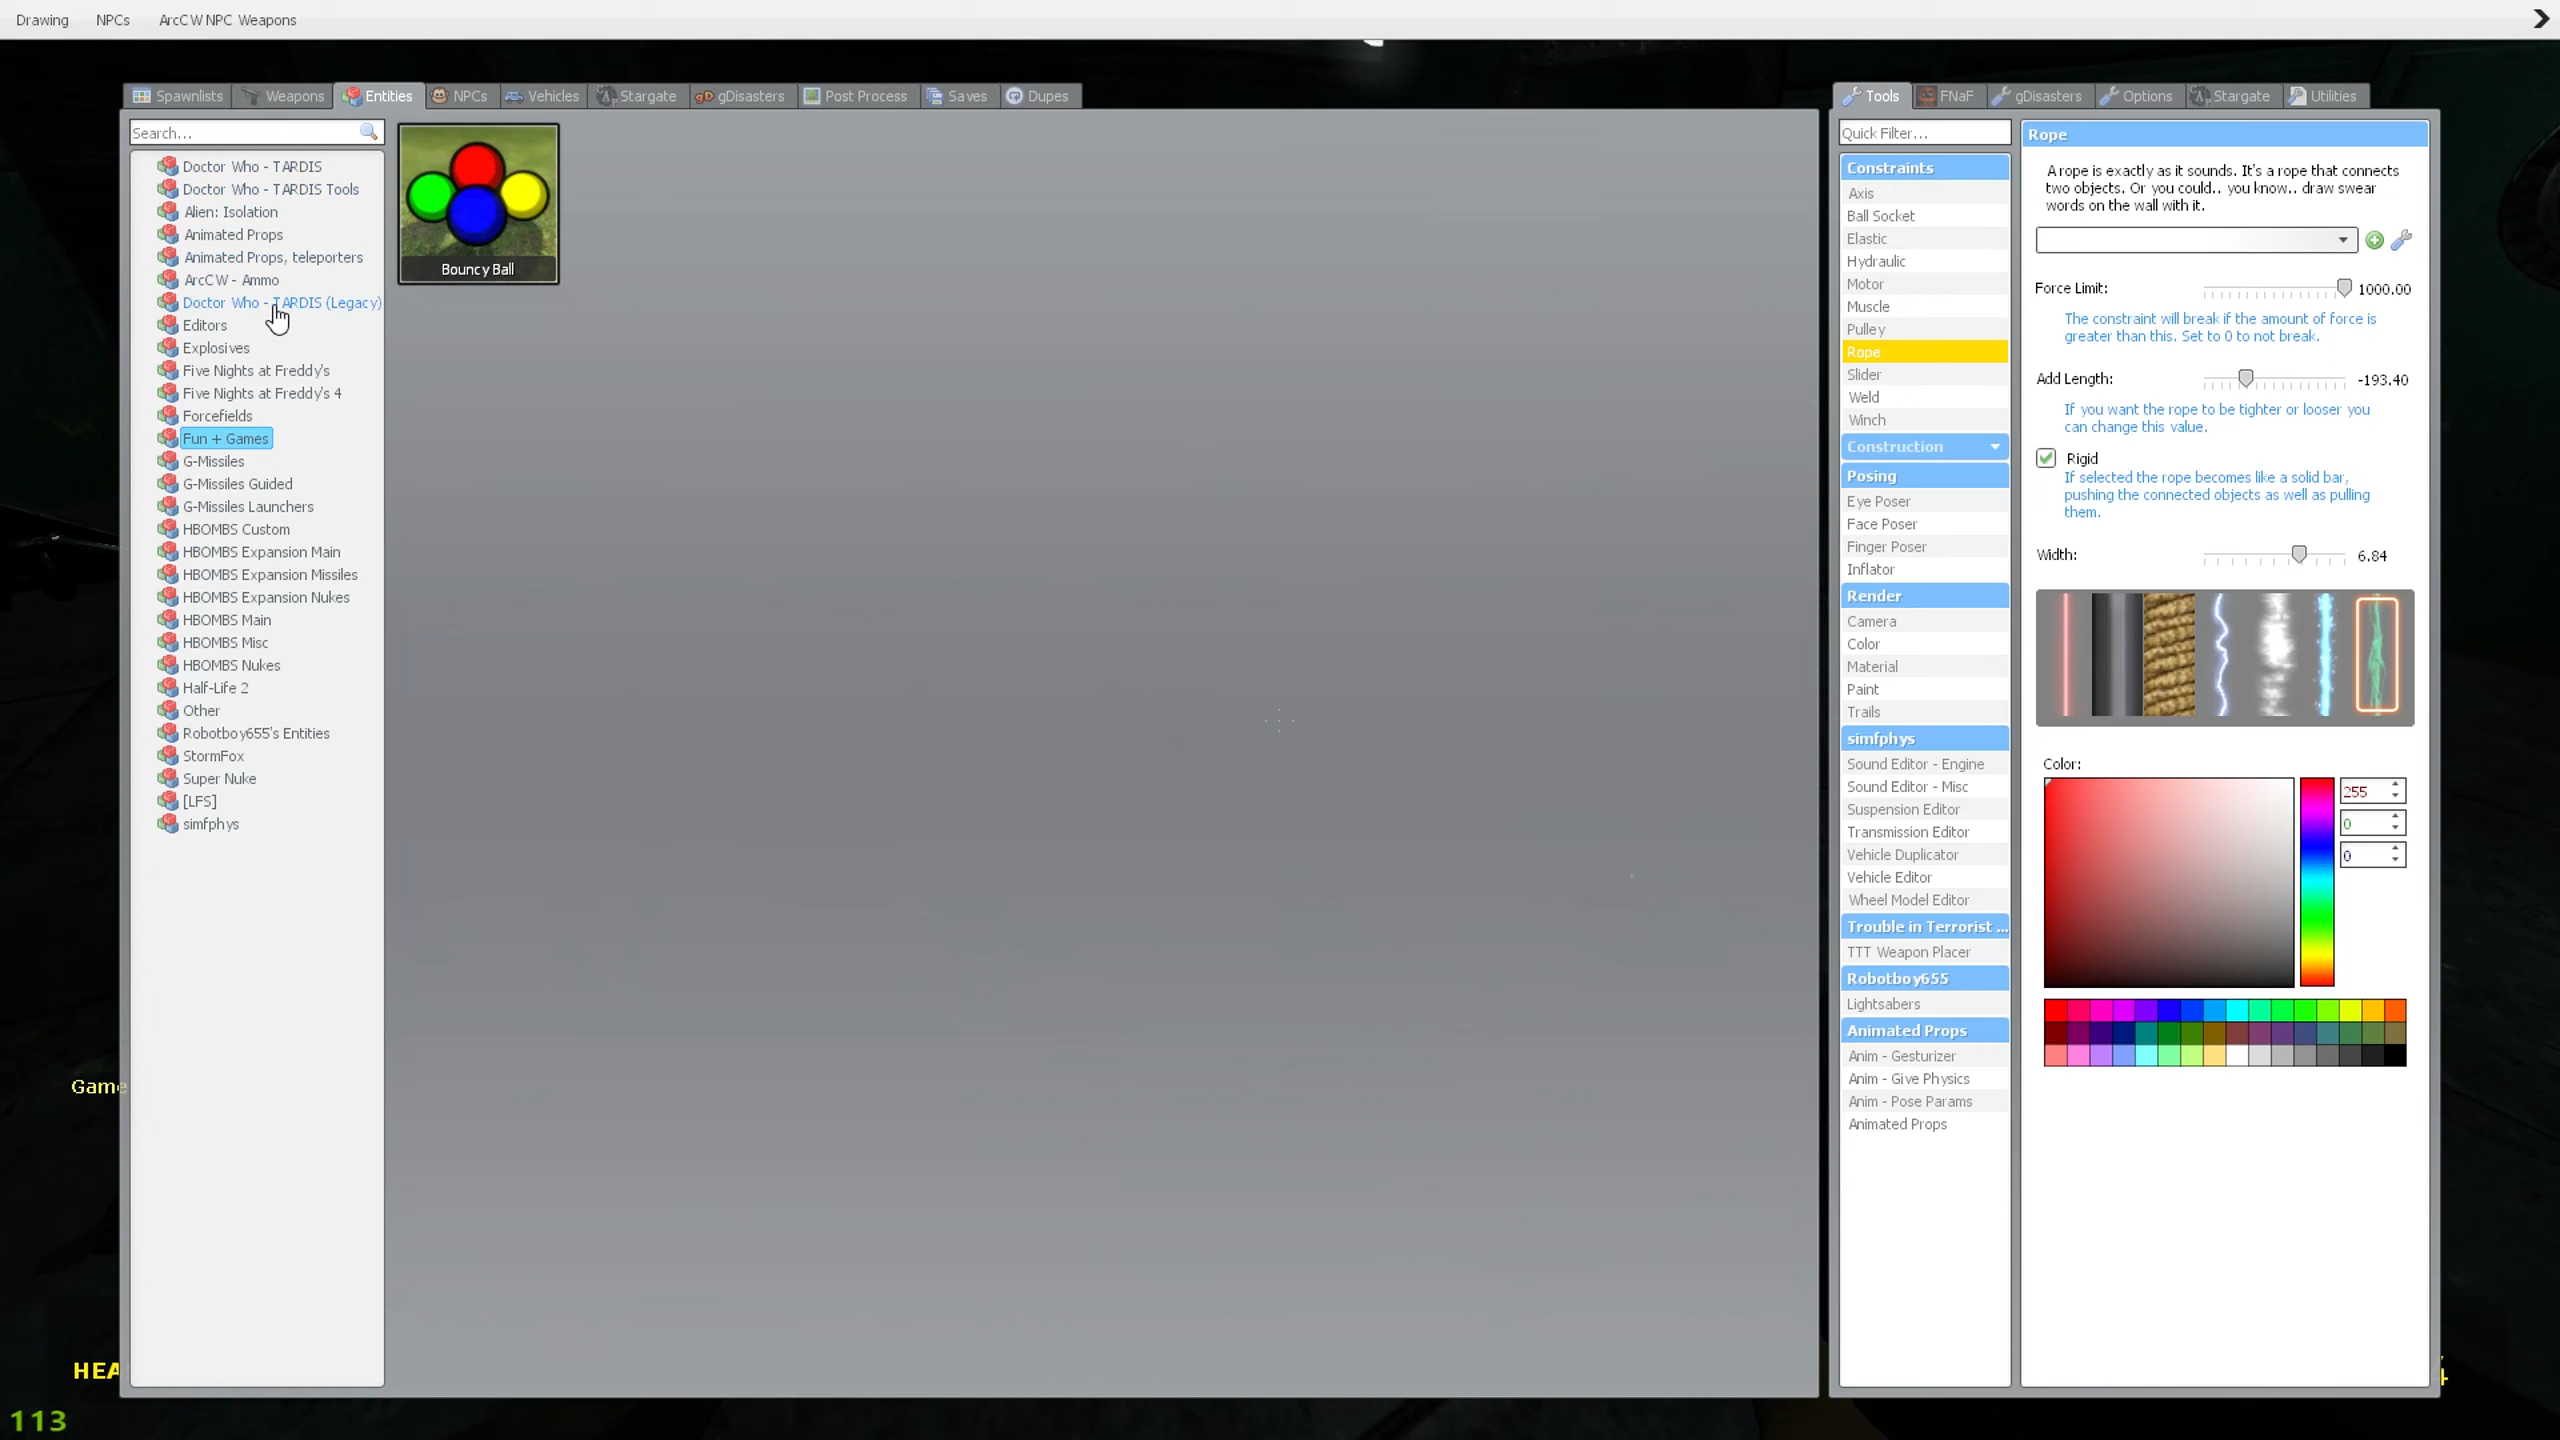 Drawing NPCs ArcCW NPC Weapons
Spawnlists Weapons Entities NPCs Vehicles Stargate gDisasters Post Process Saves Dupes
Search...
Doctor Who - TARDIS
Doctor Who - TARDIS Tools
Alien: Isolation
Animated Props
Animated Props, teleporters
ArcCW - Ammo
Doctor Who - TARDIS (Legacy)
Editors
Explosives
Five Nights at Freddy's
Five Nights at Freddy's 4
Forcefields
Fun + Games
G-Missiles
G-Missiles Guided
G-Missiles Launchers
HBOMBS Custom
HBOMBS Expansion Main
HBOMBS Expansion Missiles
HBOMBS Expansion Nukes
HBOMBS Main
HBOMBS Misc
HBOMBS Nukes
Half-Life 2
Other
Robotboy655's Entities
StormFox
Super Nuke
[LFS]
simfphys
Bouncy Ball
Tools FNaF gDisasters Options Stargate Utilities
Quick Filter...
Constraints
Axis
Ball Socket
Elastic
Hydraulic
Motor
Muscle
Pulley
Rope
Slider
Weld
Winch
Construction
Posing
Eye Poser
Face Poser
Finger Poser
Inflator
Render
Camera
Color
Material
Paint
Trails
simfphys
Sound Editor - Engine
Sound Editor - Misc
Suspension Editor
Transmission Editor
Vehicle Duplicator
Vehicle Editor
Wheel Model Editor
Trouble in Terrorist ...
TTT Weapon Placer
Robotboy655
Lightsabers
Animated Props
Anim - Gesturizer
Anim - Give Physics
Anim - Pose Params
Animated Props
Rope
A rope is exactly as it sounds. It's a rope that connects
two objects. Or you could.. you know.. draw swear
words on the wall with it.
Force Limit: 1000.00
The constraint will break if the amount of force is
greater than this. Set to 0 to not break.
Add Length: -193.40
If you want the rope to be tighter or looser you
can change this value.
Rigid
If selected the rope becomes like a solid bar,
pushing the connected objects as well as pulling
them.
Width: 6.84
Color:
255
0
0
Game
HEA
113